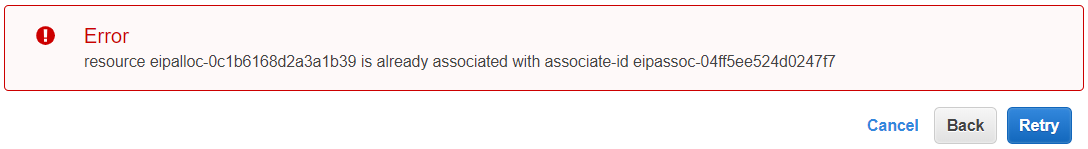 Error
resource eipalloc-0c1b6168d2a3a1b39 is already associated with associate-id eipassoc-04ff5ee524d0247f7
Cancel Back Retry